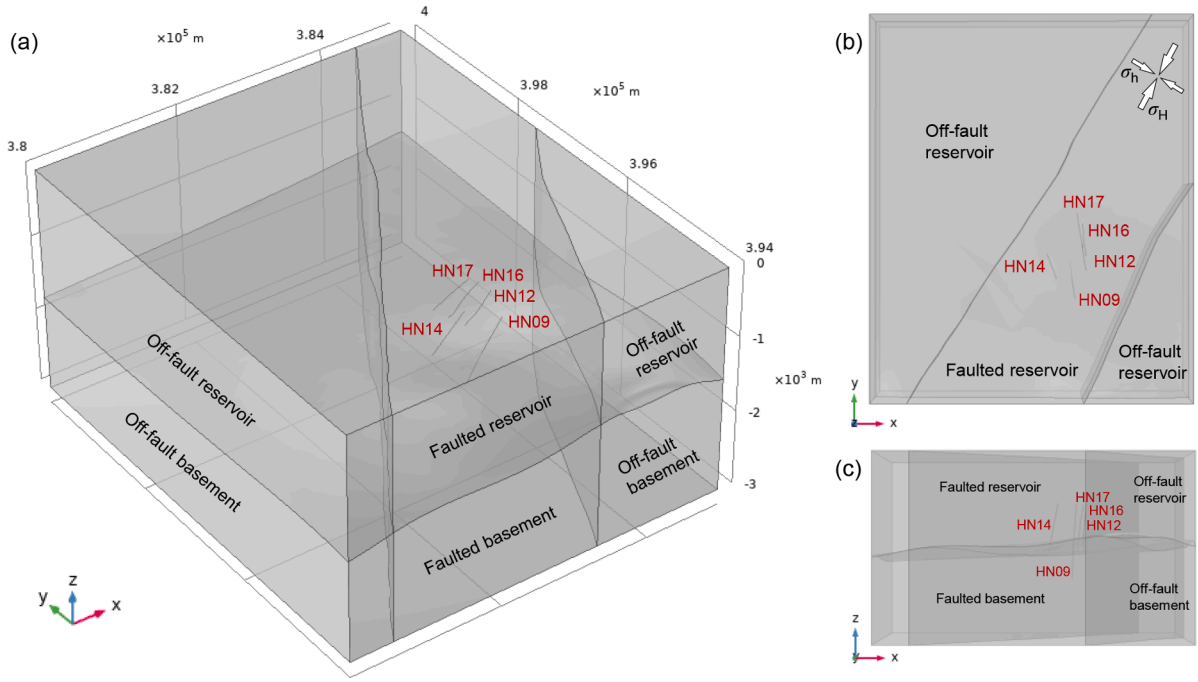 (a)
×10⁵ m
3.8
3.82
3.84
4
3.98
×10⁵ m
3.96
3.94
0
-1
×10³ m
-2
-3
HN17
HN16
HN12
HN14
HN09
Off-fault
reservoir
Off-fault reservoir
Faulted reservoir
Off-fault basement
Off-fault
basement
Faulted basement
z
y
x
(b)
σh
σH
Off-fault
reservoir
HN17
HN16
HN14
HN12
HN09
Faulted reservoir
Off-fault
reservoir
y
z
x
(c)
Faulted reservoir
Off-fault
reservoir
HN17
HN16
HN14
HN12
HN09
Faulted basement
Off-fault
basement
z
y
x